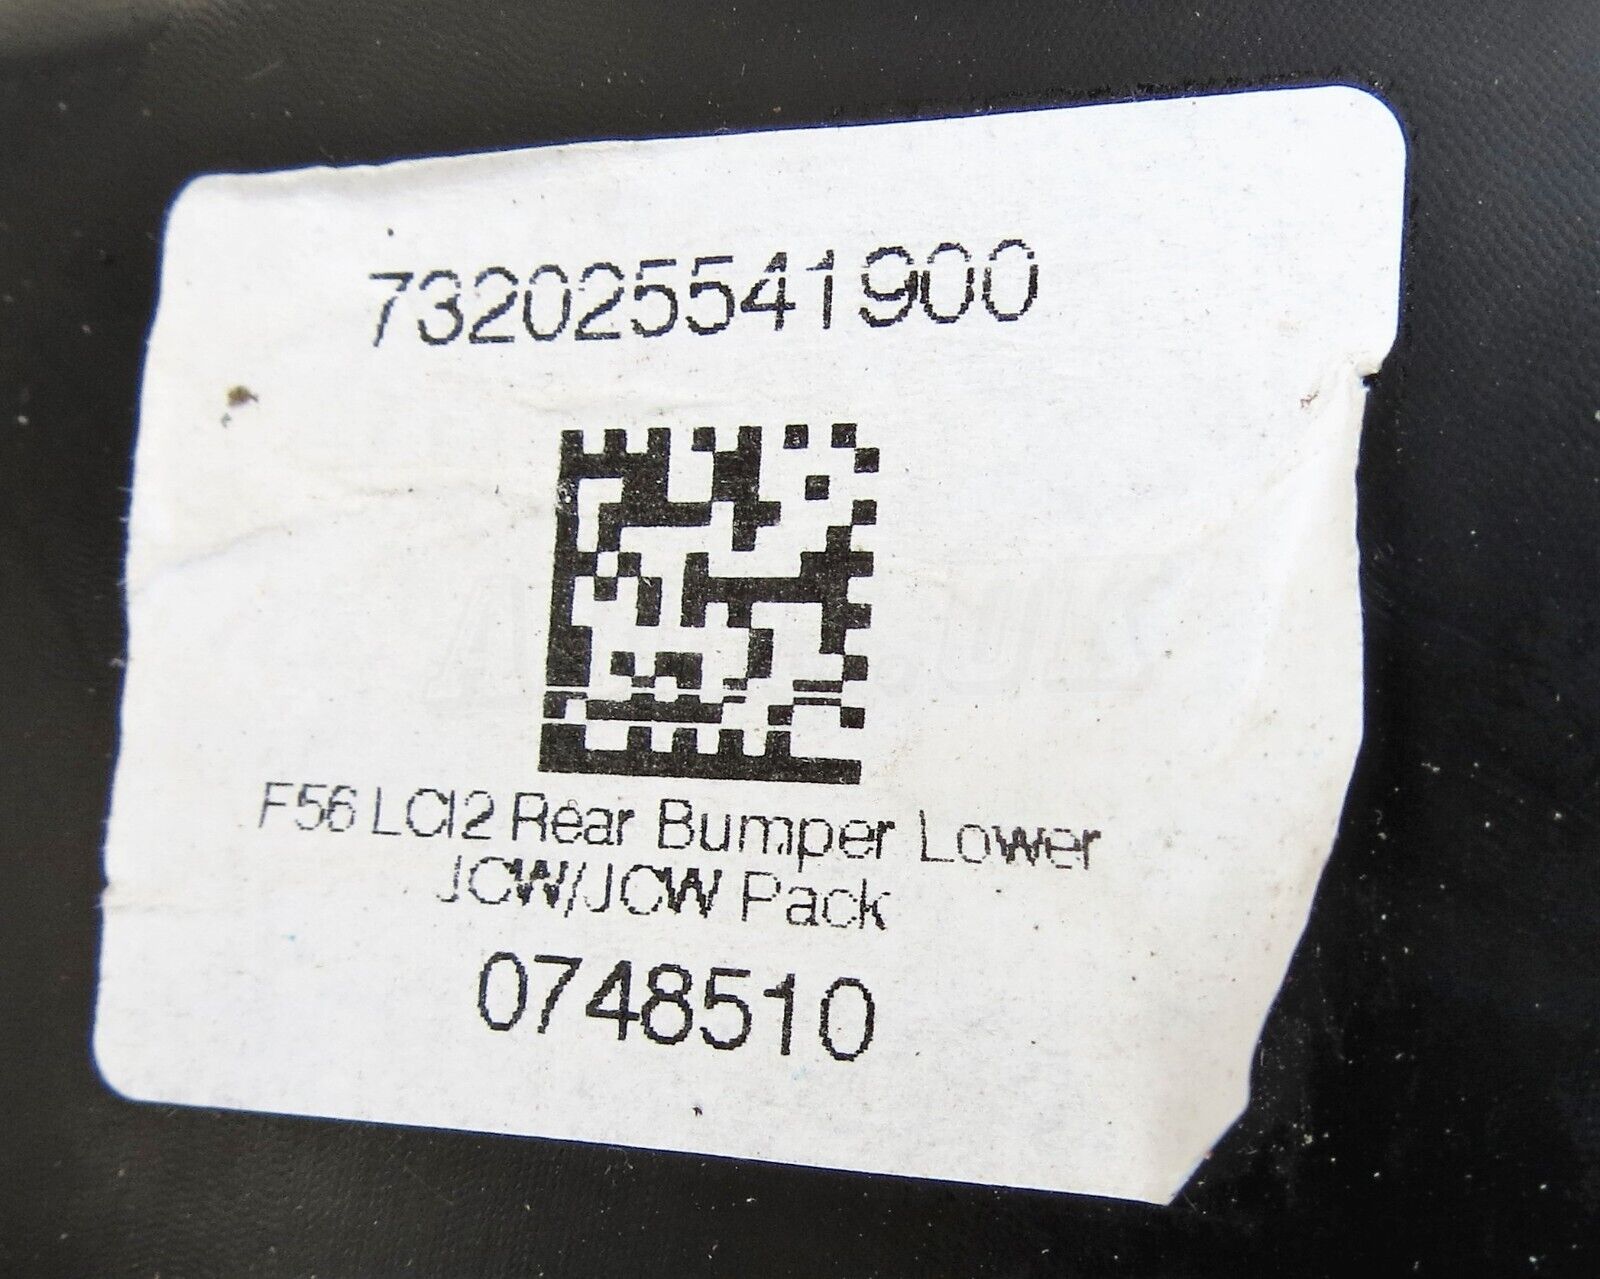 732025541900
F56 LCI2 Rear Bumper Lower
JCW/JCW Pack
0748510